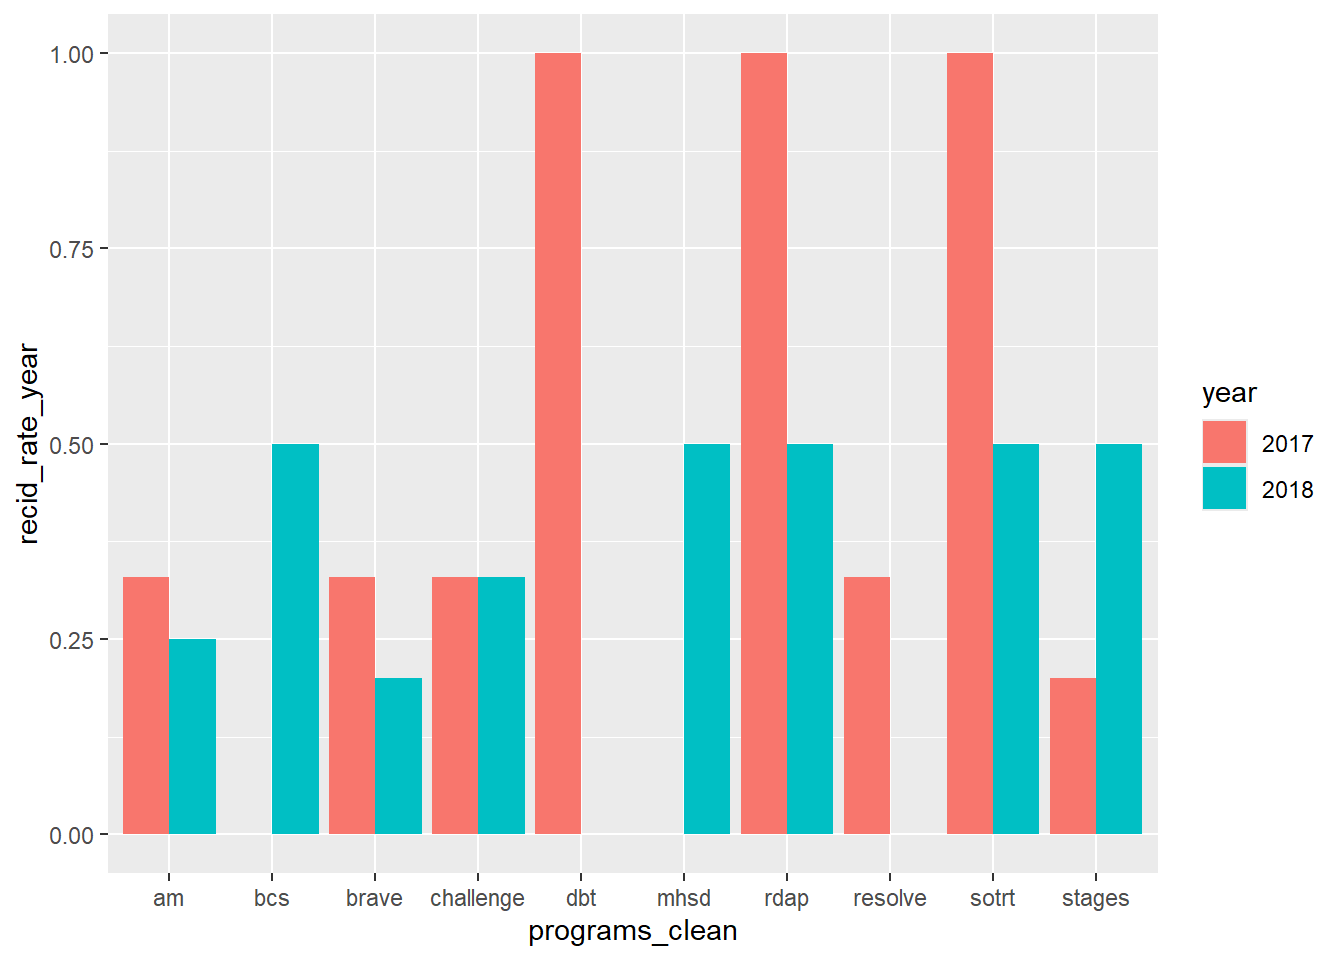 1.00
0.75
0.50
0.25
0.00
recid_rate_year
am bcs brave challenge dbt mhsd rdap resolve sotrt stages
programs_clean
year
2017
2018